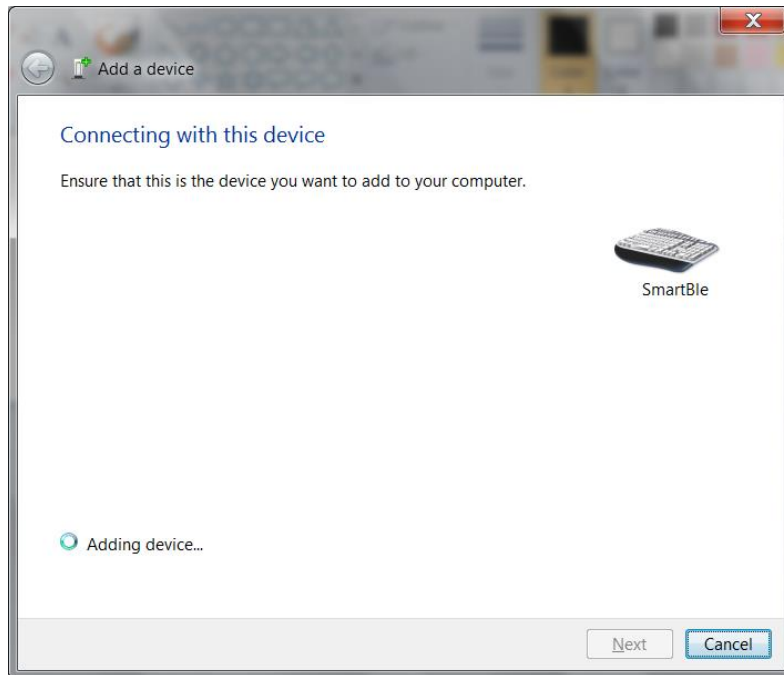 Add a device
Connecting with this device
Ensure that this is the device you want to add to your computer.
SmartBle
Adding device...
Next
Cancel